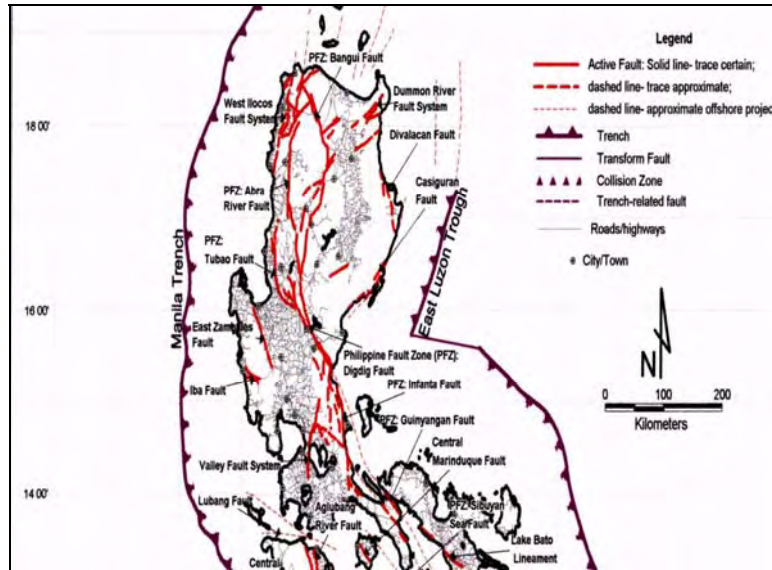 Legend
Active Fault: Solid line- trace certain;
dashed line- trace approximate;
dashed line- approximate offshore projec
Trench
Transform Fault
Collision Zone
Trench-related fault
Roads/highways
City/Town
N
0 100 200
Kilometers
18°00'
16°00'
14°00'
PFZ: Bangui Fault
West Ilocos
Fault System
Dummon River
Fault System
Divalacan Fault
PFZ: Abra
River Fault
Casiguran
Fault
PFZ:
Tubao Fault
Manila Trench
East Luzon Trough
East Zambales
Fault
Philippine Fault Zone (PFZ):
Digdig Fault
Iba Fault
PFZ: Infanta Fault
PFZ: Guinyangan Fault
Central
Marinduque Fault
Valley Fault System
Lubang Fault
Aglubang
River Fault
PFZ: Sibuyan
Sea Fault
Lake Bato
Lineament
Central